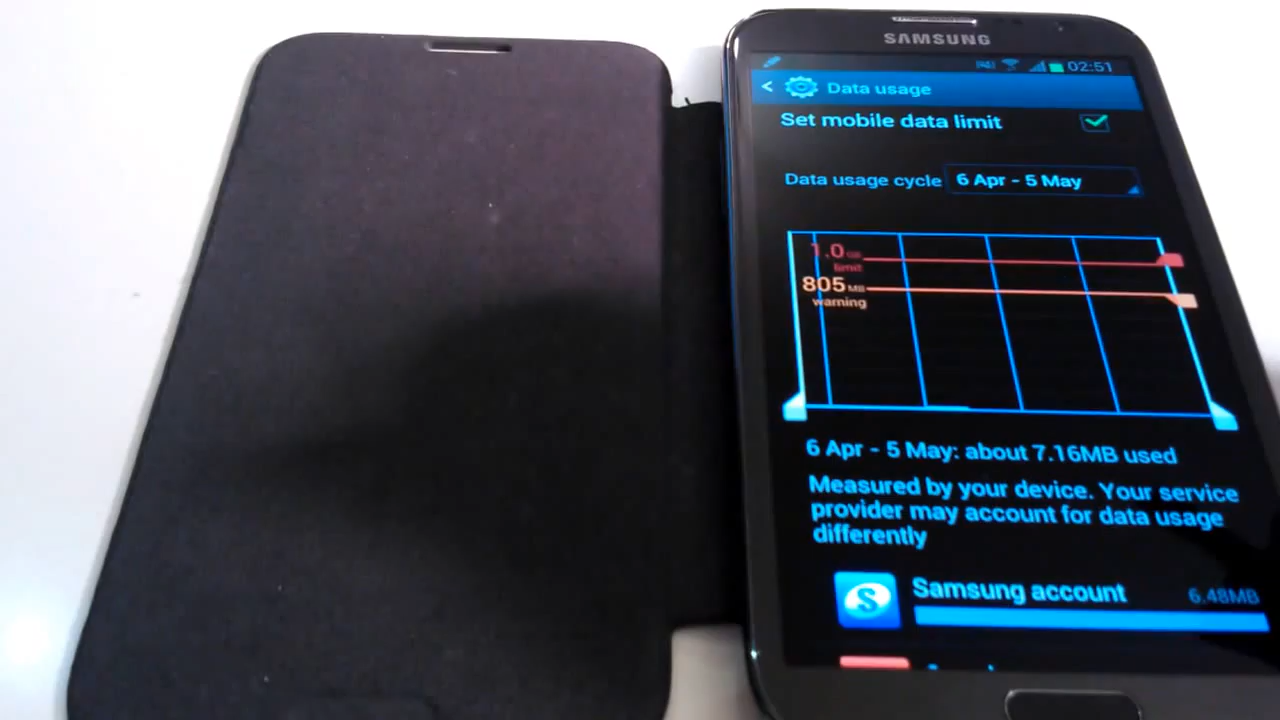 SAMSUNG
02:51
Data usage
Set mobile data limit
Data usage cycle 6 Apr - 5 May
1.0 GB
limit
805 MB
warning
6 Apr - 5 May: about 7.16MB used
Measured by your device. Your service
provider may account for data usage
differently
S
Samsung account 6.48MB